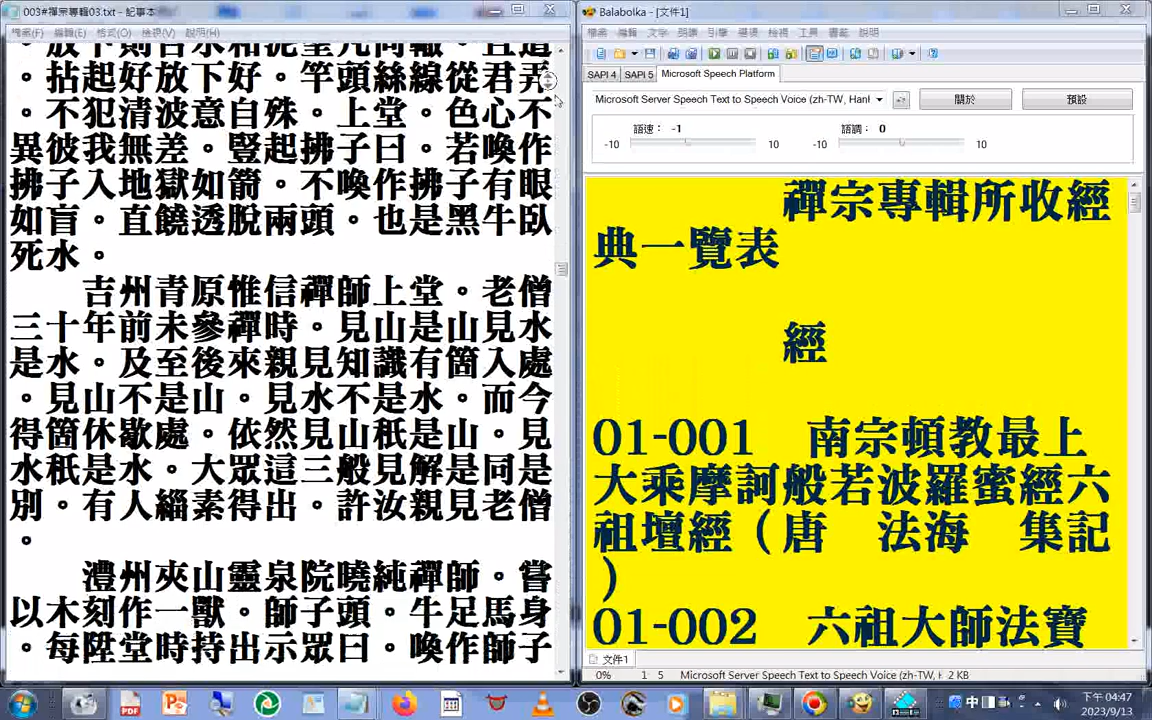 003#禪宗專輯03.txt - 記事本
檔案(F) 編輯(E) 格式(O) 檢視(V) 說明(H)
。拈起好放下好。竿頭絲線從君弄
。不犯清波意自殊。上堂。色心不
異彼我無差。豎起拂子曰。若喚作
拂子入地獄如箭。不喚作拂子有眼
如盲。直饒透脫兩頭。也是黑牛臥
死水。
吉州青原惟信禪師上堂。老僧
三十年前未參禪時。見山是山見水
是水。及至後來親見知識有箇入處
。見山不是山。見水不是水。而今
得箇休歇處。依然見山秖是山。見
水秖是水。大眾這三般見解是同是
別。有人緇素得出。許汝親見老僧
。
澧州夾山靈泉院曉純禪師。嘗
以木刻作一獸。師子頭。牛足馬身
。每陞堂時持出示眾曰。喚作師子
Balabolka - [文件1]
檔案 編輯 文字 朗讀 引擎 選項 檢視 工具 書籤 說明
SAPI 4 SAPI 5 Microsoft Speech Platform
Microsoft Server Speech Text to Speech Voice (zh-TW, Hanl 關於 預設
語速： -1 語調： 0
-10 10 -10 10
禪宗專輯所收經
典一覽表
經
01-001 南宗頓教最上
大乘摩訶般若波羅蜜經六
祖壇經（唐 法海 集記
）
01-002 六祖大師法寶
文件1
0% 1 : 5 Microsoft Server Speech Text to Speech Voice (zh-TW, H 2 KB
中
下午 04:47
2023/9/13